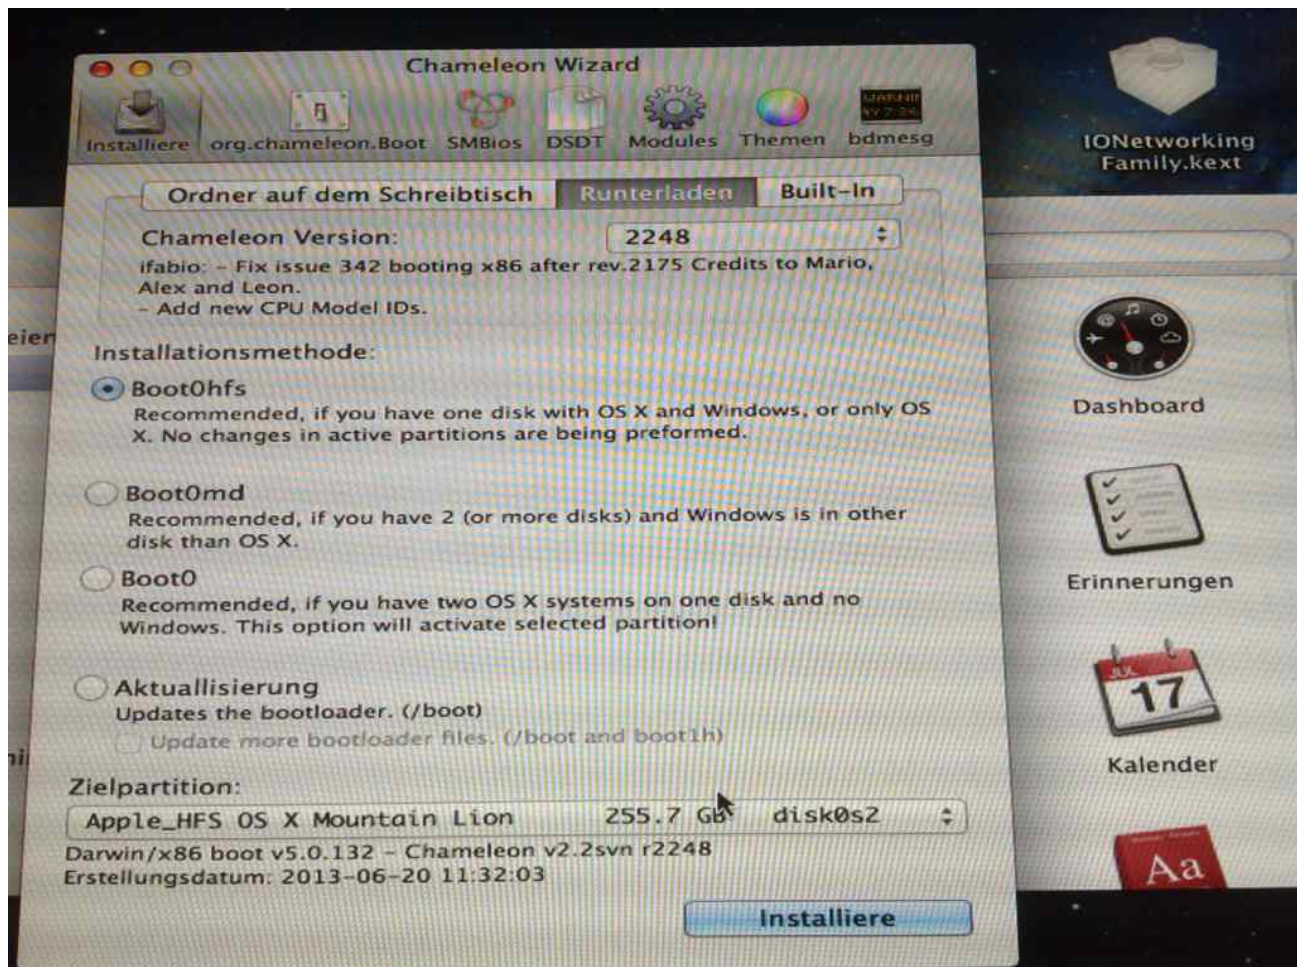 Chameleon Wizard
Installiere org.chameleon.Boot SMBios DSDT Modules Themen bdmesg
IONetworking
Family.kext
Ordner auf dem Schreibtisch Runterladen Built-In
Chameleon Version: 2248
ifabio: - Fix issue 342 booting x86 after rev.2175 Credits to Mario,
Alex and Leon.
- Add new CPU Model IDs.
eien
Installationsmethode:
Boot0hfs
Recommended, if you have one disk with OS X and Windows, or only OS
X. No changes in active partitions are being preformed.
Dashboard
Boot0md
Recommended, if you have 2 (or more disks) and Windows is in other
disk than OS X.
Boot0
Recommended, if you have two OS X systems on one disk and no
Windows. This option will activate selected partition!
Erinnerungen
Aktuallisierung
Updates the bootloader. (/boot)
Update more bootloader files. (/boot and boot1h)
JUL
17
Kalender
Zielpartition:
Apple_HFS OS X Mountain Lion 255.7 GB disk0s2
Darwin/x86 boot v5.0.132 - Chameleon v2.2svn r2248
Erstellungsdatum: 2013-06-20 11:32:03
Aa
Installiere